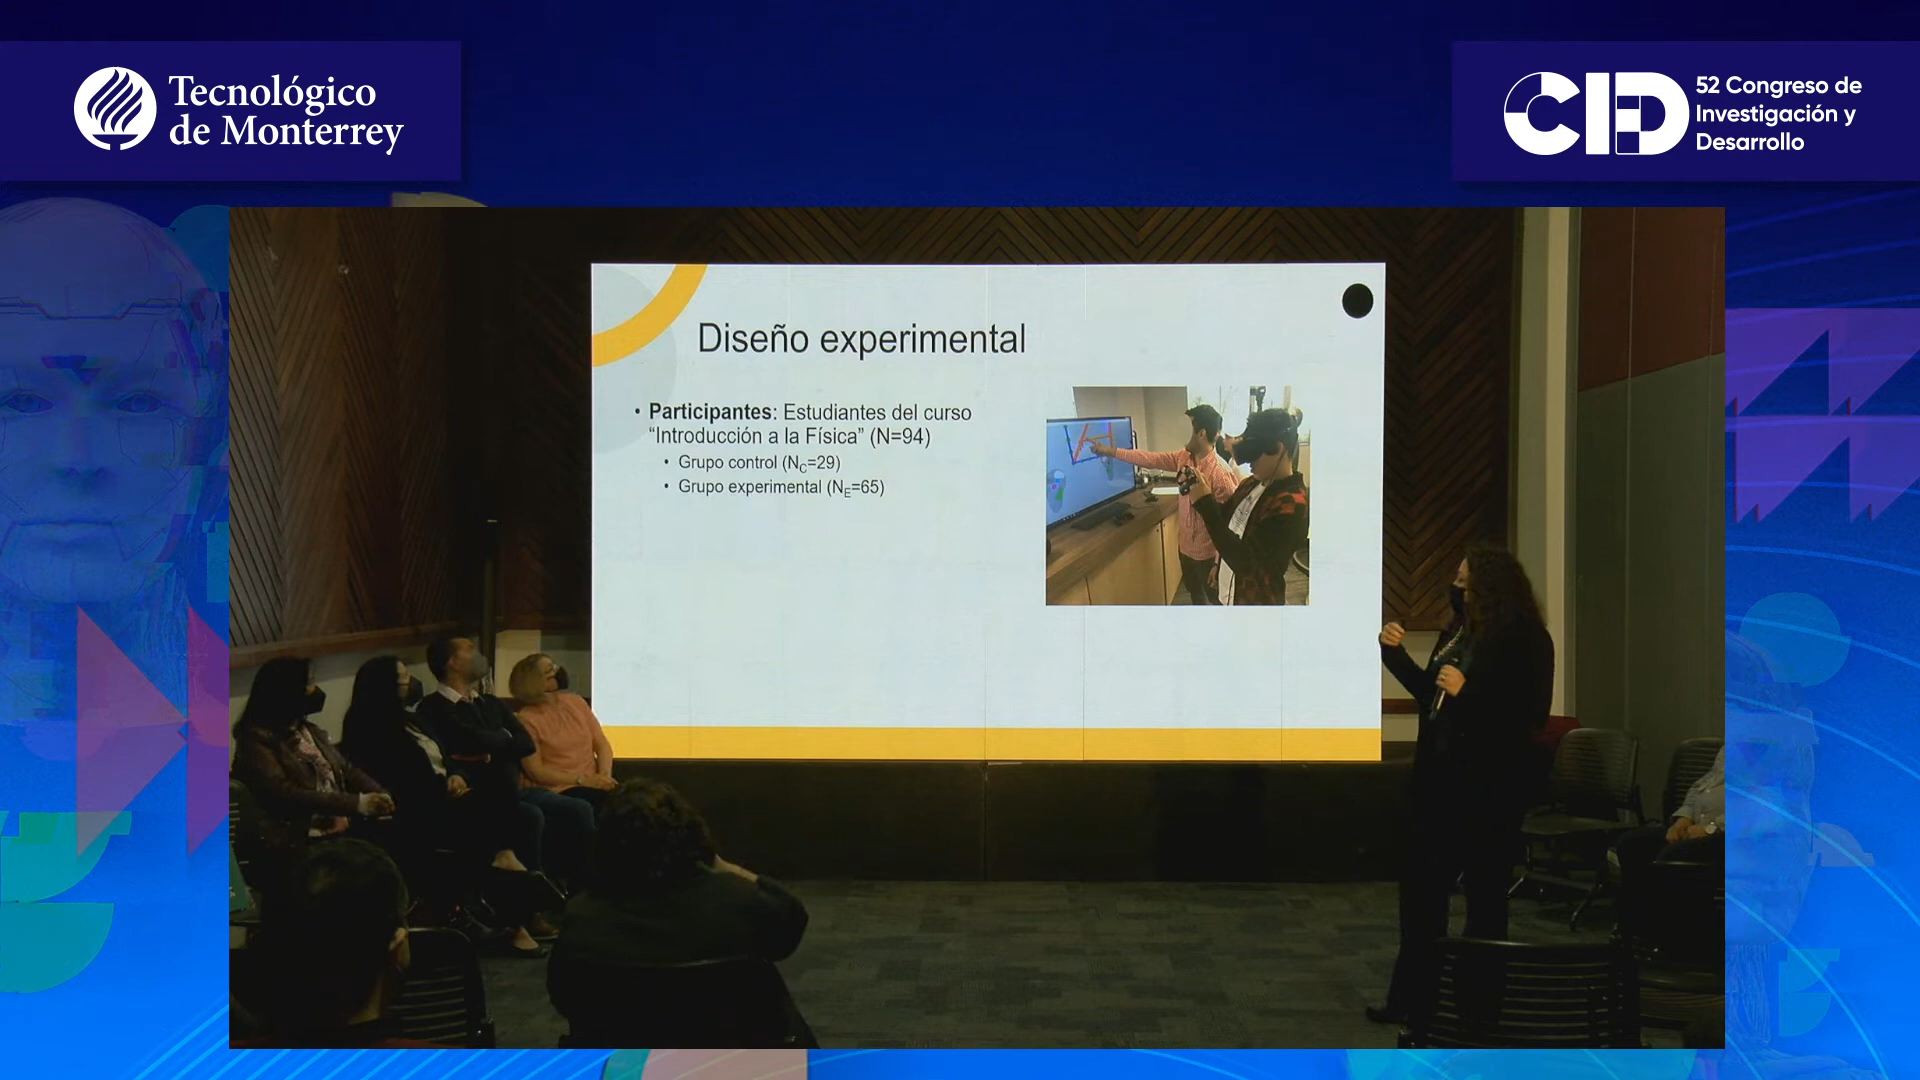 Tecnológico
de Monterrey
CID
52 Congreso de
Investigación y
Desarrollo
Diseño experimental
• Participantes: Estudiantes del curso
“Introducción a la Física” (N=94)
• Grupo control (NC=29)
• Grupo experimental (NE=65)